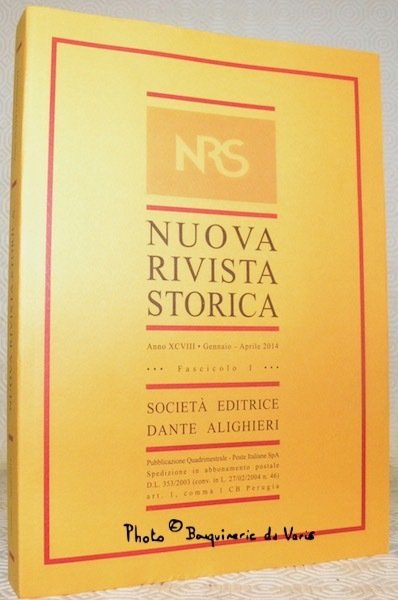 NRS
NUOVA
RIVISTA
STORICA
Anno XCVIII • Gennaio - Aprile 2014
••• Fascicolo I •••
SOCIETÀ EDITRICE
DANTE ALIGHIERI
Pubblicazione Quadrimestrale - Poste Italiane SpA
Spedizione in abbonamento postale
D.L. 353/2003 (conv. in L. 27/02/2004 n. 46)
art. 1, comma 1 CB Perugia
Photo © Bouquinerie du Varis